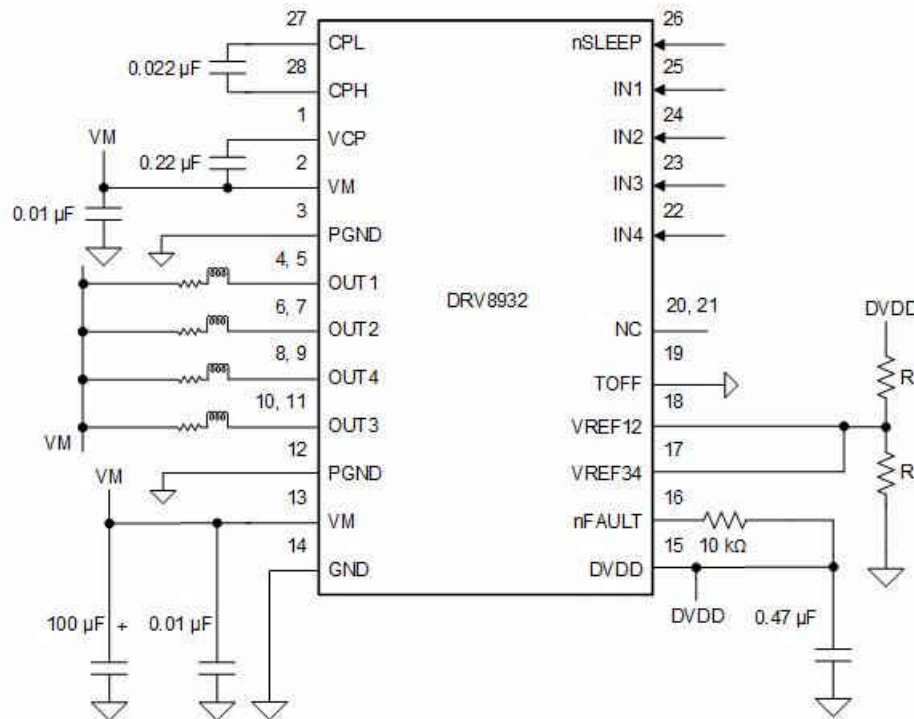 27
CPL
28
0.022 µF
CPH
1
VCP
VM
0.22 µF
2
VM
0.01 µF
3
PGND
4, 5
OUT1
6, 7
OUT2
8, 9
OUT4
10, 11
OUT3
VM
12
PGND
VM
13
VM
14
GND
100 µF
+
0.01 µF
DRV8932
26
nSLEEP
25
IN1
24
IN2
23
IN3
22
IN4
20, 21
NC
19
TOFF
18
VREF12
17
VREF34
16
nFAULT
10 kΩ
15
DVDD
DVDD
0.47 µF
DVDD
R
R